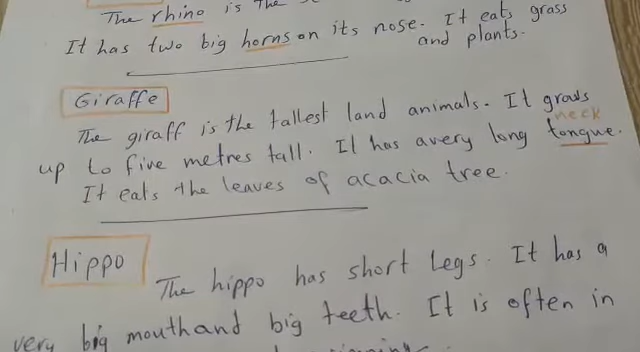 The rhino is the
It has two big horns on its nose. It eats grass
and plants.
Giraffe
The giraff is the tallest land animals. It grows
neck
up to five metres tall. It has avery long tongue.
It eats the leaves of acacia tree.
Hippo
The hippo has short legs. It has a
very big mouthand big teeth. It is often in